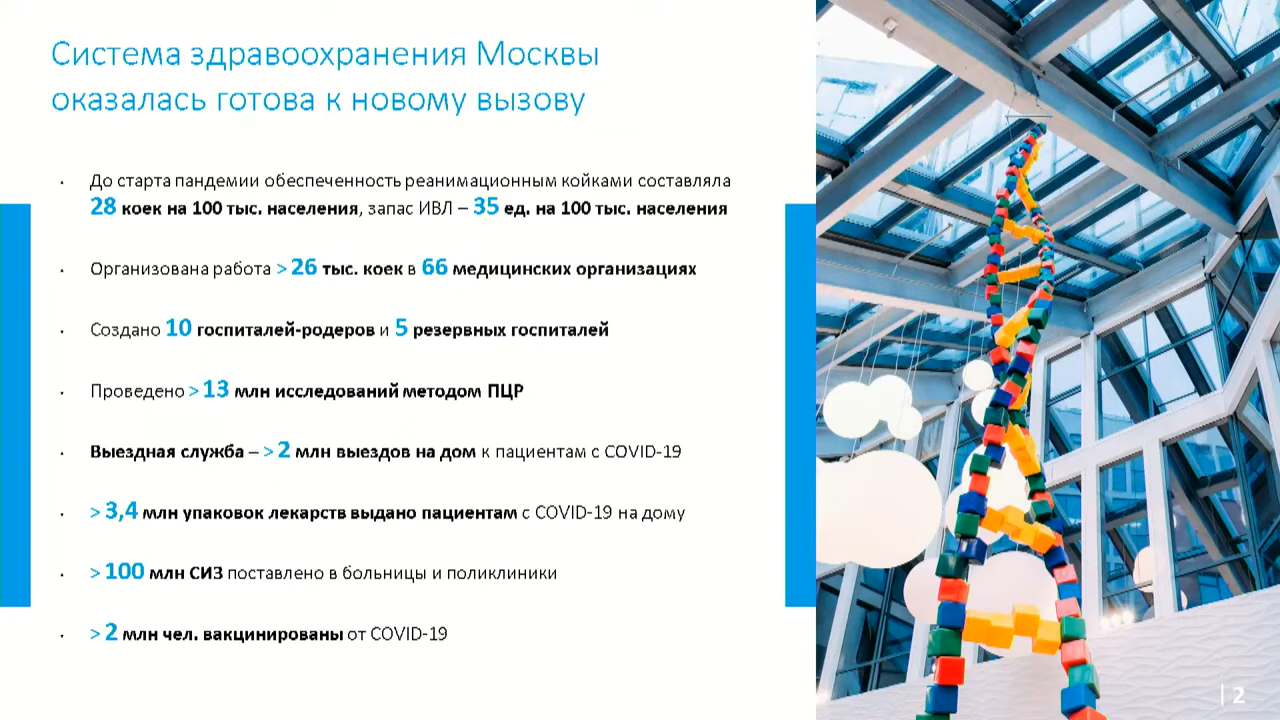 Система здравоохранения Москвы
оказалась готова к новому вызову
• До старта пандемии обеспеченность реанимационным койками составляла
28 коек на 100 тыс. населения, запас ИВЛ – 35 ед. на 100 тыс. населения
• Организована работа > 26 тыс. коек в 66 медицинских организациях
• Создано 10 госпиталей-родеров и 5 резервных госпиталей
• Проведено > 13 млн исследований методом ПЦР
• Выездная служба – > 2 млн выездов на дом к пациентам с COVID-19
• > 3,4 млн упаковок лекарств выдано пациентам с COVID-19 на дому
• > 100 млн СИЗ поставлено в больницы и поликлиники
• > 2 млн чел. вакцинированы от COVID-19
| 2